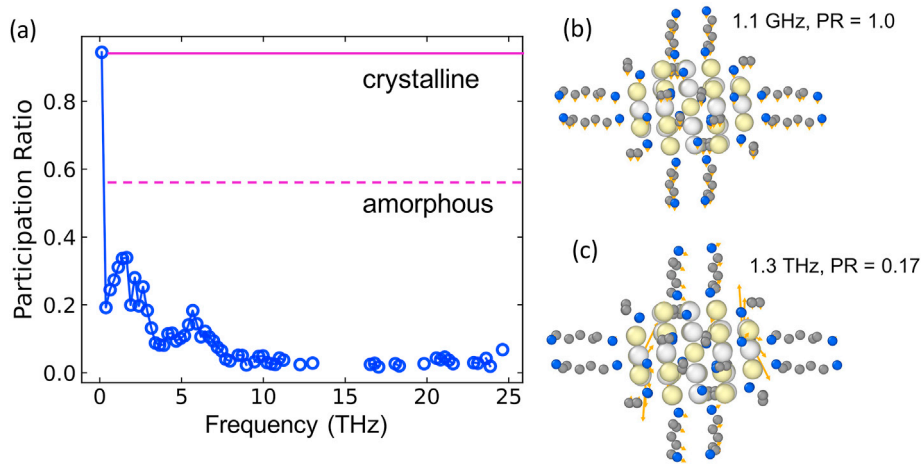 (a)
Participation Ratio
0.8
0.6
0.4
0.2
0.0
crystalline
amorphous
0 5 10 15 20 25
Frequency (THz)
(b)
1.1 GHz, PR = 1.0
(c)
1.3 THz, PR = 0.17